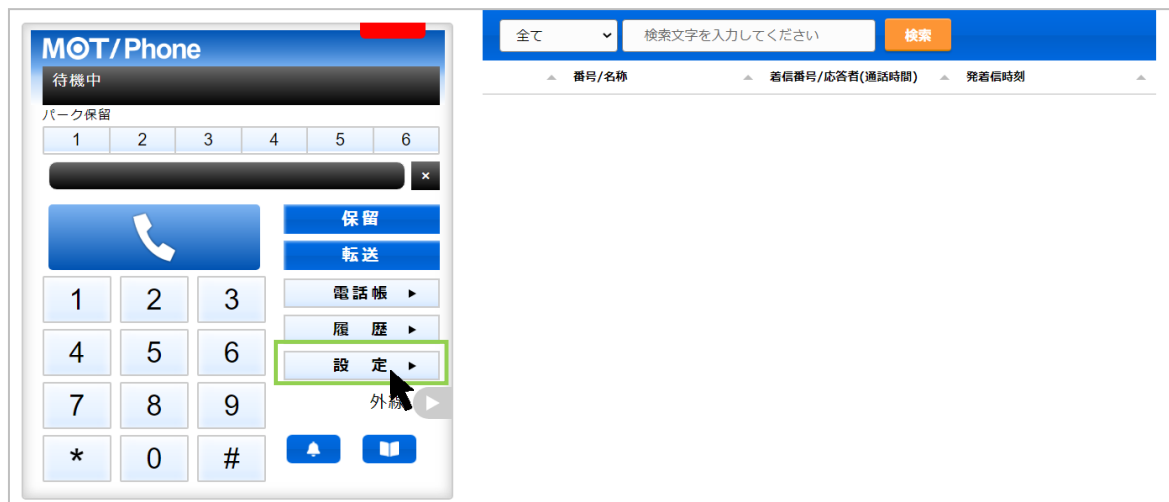 MOT/Phone
待機中
パーク保留
1 2 3 4 5 6
×
保留
転送
電話帳
履 歴
設 定
外線
1 2 3
4 5 6
7 8 9
* 0 #
全て 検索文字を入力してください 検索
番号/名称 着信番号/応答者(通話時間) 発着信時刻